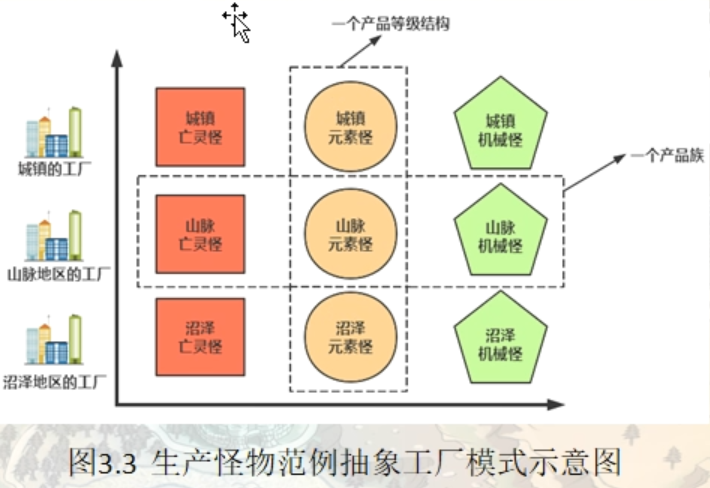 一个产品等级结构
城镇
亡灵怪
城镇
元素怪
城镇
机械怪
城镇的工厂
一个产品族
山脉
亡灵怪
山脉
元素怪
山脉
机械怪
山脉地区的工厂
沼泽
亡灵怪
沼泽
元素怪
沼泽
机械怪
沼泽地区的工厂
图3.3 生产怪物范例抽象工厂模式示意图